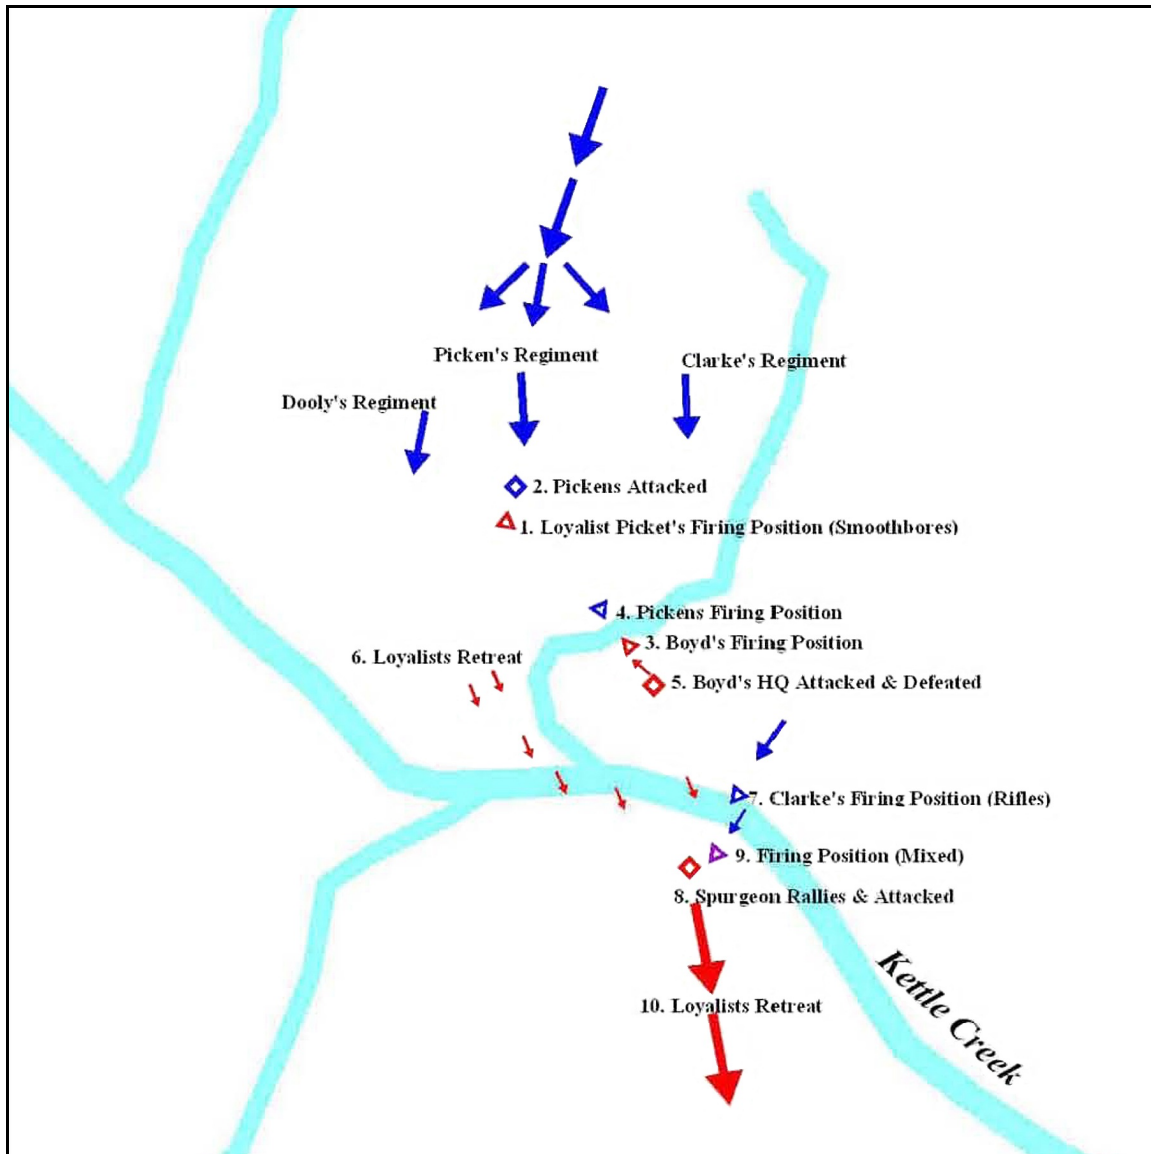 Picken's Regiment
Clarke's Regiment
Dooly's Regiment
2. Pickens Attacked
1. Loyalist Picket's Firing Position (Smoothbores)
4. Pickens Firing Position
3. Boyd's Firing Position
6. Loyalists Retreat
5. Boyd's HQ Attacked & Defeated
7. Clarke's Firing Position (Rifles)
9. Firing Position (Mixed)
8. Spurgeon Rallies & Attacked
Kettle Creek
10. Loyalists Retreat